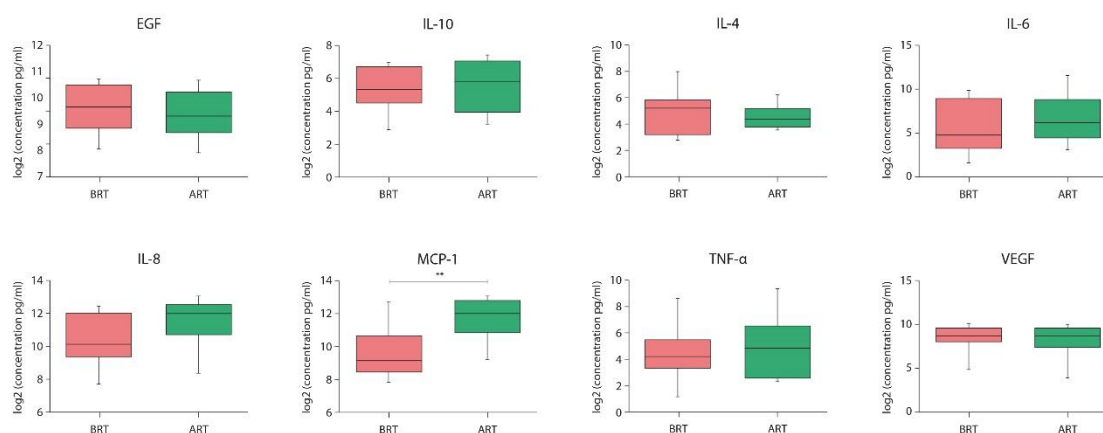 EGF
log2 (concentration pg/ml)
12
11
10
9
8
7
BRT
ART
IL-10
log2 (concentration pg/ml)
8
6
4
2
0
BRT
ART
IL-4
log2 (concentration pg/ml)
10
8
6
4
2
0
BRT
ART
IL-6
log2 (concentration pg/ml)
15
10
5
0
BRT
ART
IL-8
log2 (concentration pg/ml)
14
12
10
8
6
BRT
ART
MCP-1
**
log2 (concentration pg/ml)
14
12
10
8
6
BRT
ART
TNF-α
log2 (concentration pg/ml)
10
8
6
4
2
0
BRT
ART
VEGF
log2 (concentration pg/ml)
15
10
5
0
BRT
ART